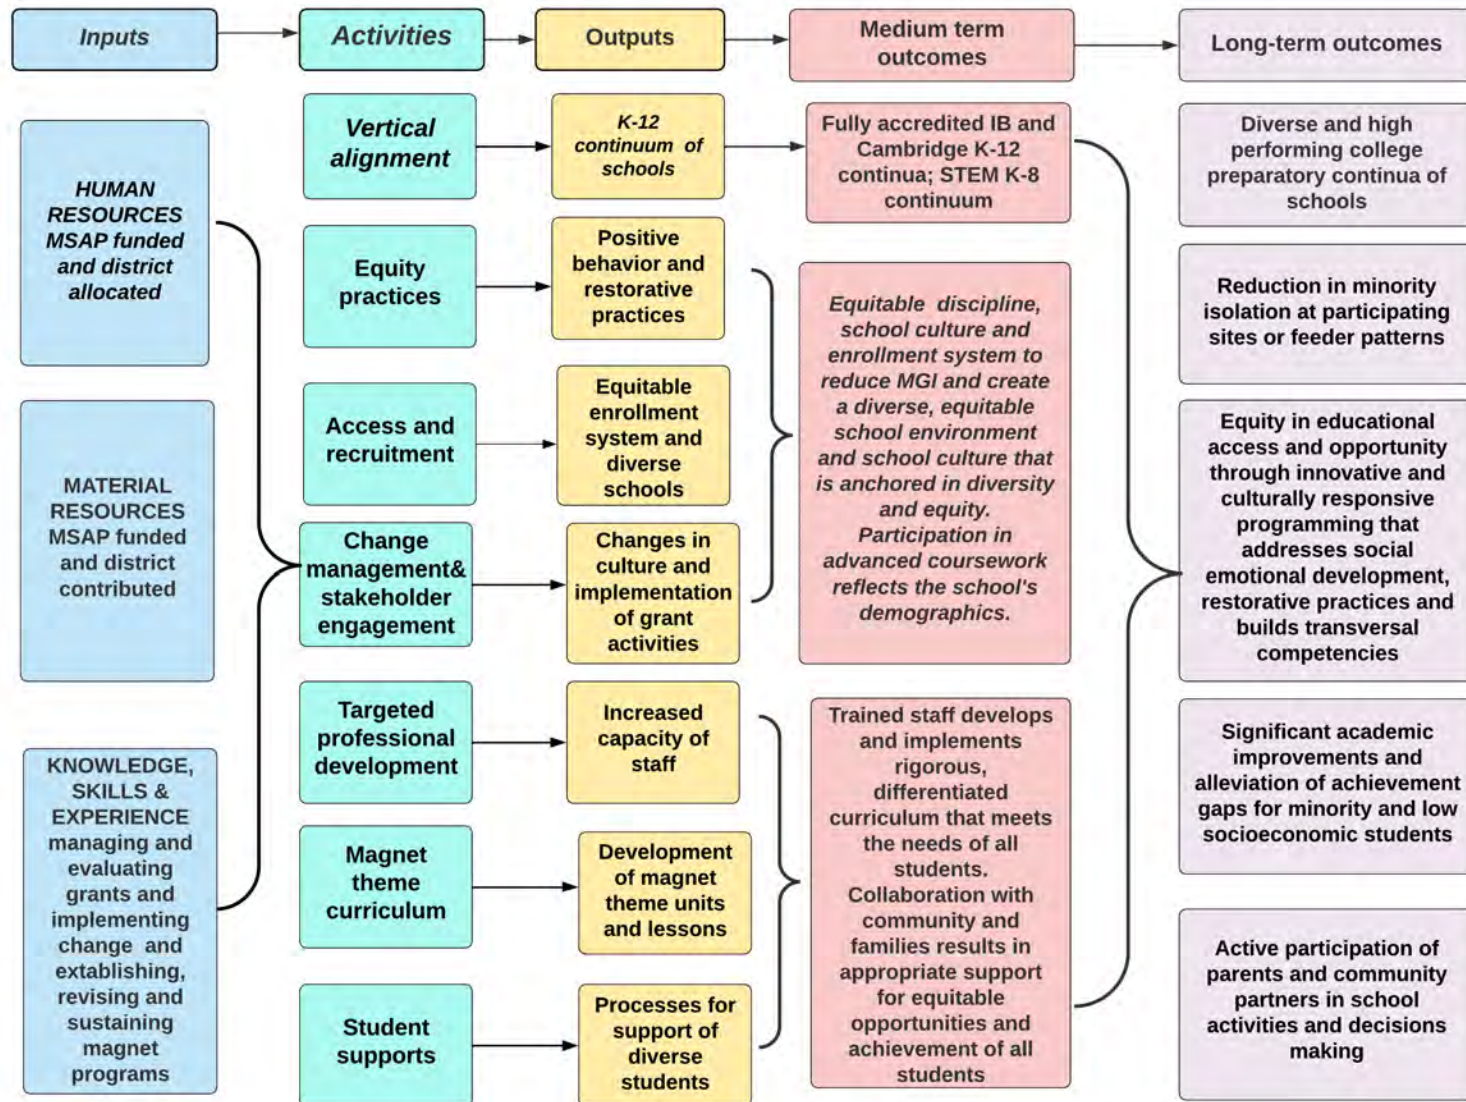 Inputs
Activities
Outputs
Medium term
outcomes
Long-term outcomes
HUMAN
RESOURCES
MSAP funded
and district
allocated
MATERIAL
RESOURCES
MSAP funded
and district
contributed
KNOWLEDGE,
SKILLS &
EXPERIENCE
managing and
evaluating
grants and
implementing
change and
extablishing,
revising and
sustaining
magnet
programs
Vertical
alignment
Equity
practices
Access and
recruitment
Change
management&
stakeholder
engagement
Targeted
professional
development
Magnet
theme
curriculum
Student
supports
K-12
continuum of
schools
Positive
behavior and
restorative
practices
Equitable
enrollment
system and
diverse
schools
Changes in
culture and
implementation
of grant
activities
Increased
capacity of
staff
Development
of magnet
theme units
and lessons
Processes for
support of
diverse
students
Fully accredited IB and
Cambridge K-12
continua; STEM K-8
continuum
Equitable discipline,
school culture and
enrollment system to
reduce MGI and create
a diverse, equitable
school environment
and school culture that
is anchored in diversity
and equity.
Participation in
advanced coursework
reflects the school's
demographics.
Trained staff develops
and implements
rigorous,
differentiated
curriculum that meets
the needs of all
students.
Collaboration with
community and
families results in
appropriate support
for equitable
opportunities and
achievement of all
students
Diverse and high
performing college
preparatory continua of
schools
Reduction in minority
isolation at participating
sites or feeder patterns
Equity in educational
access and opportunity
through innovative and
culturally responsive
programming that
addresses social
emotional development,
restorative practices and
builds transversal
competencies
Significant academic
improvements and
alleviation of achievement
gaps for minority and low
socioeconomic students
Active participation of
parents and community
partners in school
activities and decisions
making